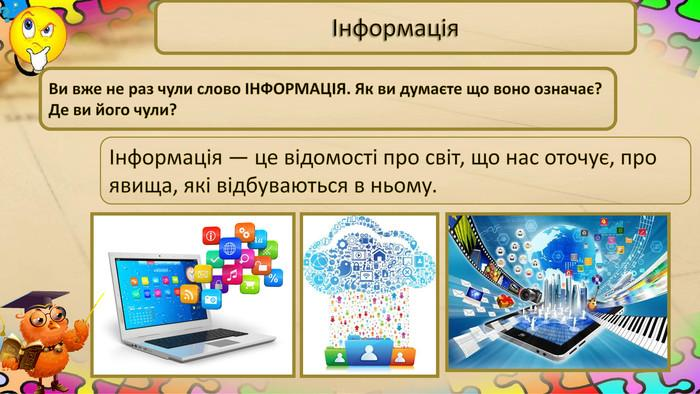 Інформація
Ви вже не раз чули слово ІНФОРМАЦІЯ. Як ви думаєте що воно означає?
Де ви його чули?
Інформація — це відомості про світ, що нас оточує, про
явища, які відбуваються в ньому.